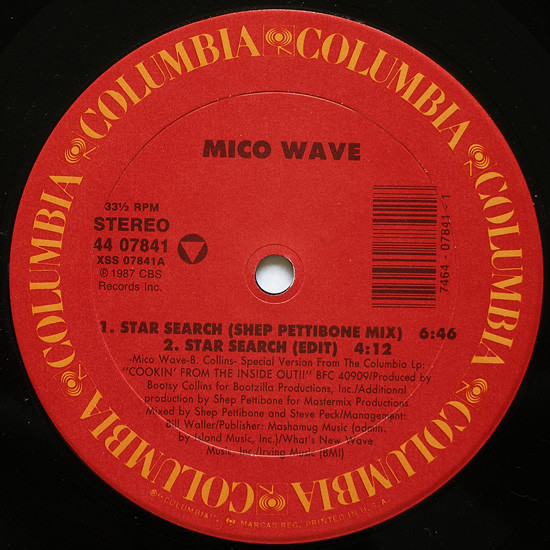 COLUMBIA COLUMBIA COLUMBIA COLUMBIA COLUMBIA COLUMBIA
MICO WAVE
33⅓ RPM
STEREO
44 07841
XSS 07841A
℗ 1987 CBS
Records Inc.
7464 - 07841 - 1
1. STAR SEARCH (SHEP PETTIBONE MIX) 6:46
2. STAR SEARCH (EDIT) 4:12
-Mico Wave-B. Collins- Special Version From The Columbia Lp:
"COOKIN' FROM THE INSIDE OUT!!" BFC 40909/Produced by
Bootsy Collins for Bootzilla Productions, Inc./Additional
production by Shep Pettibone for Mastermix Productions
Mixed by Shep Pettibone and Steve Peck/Management:
Bill Waller/Publisher: Mashamug Music (admin.
by Island Music, Inc.)/What's New Wave
Music, Inc./Irving Music (BMI)
® "COLUMBIA", MARCAS REG. PRINTED IN U.S.A.